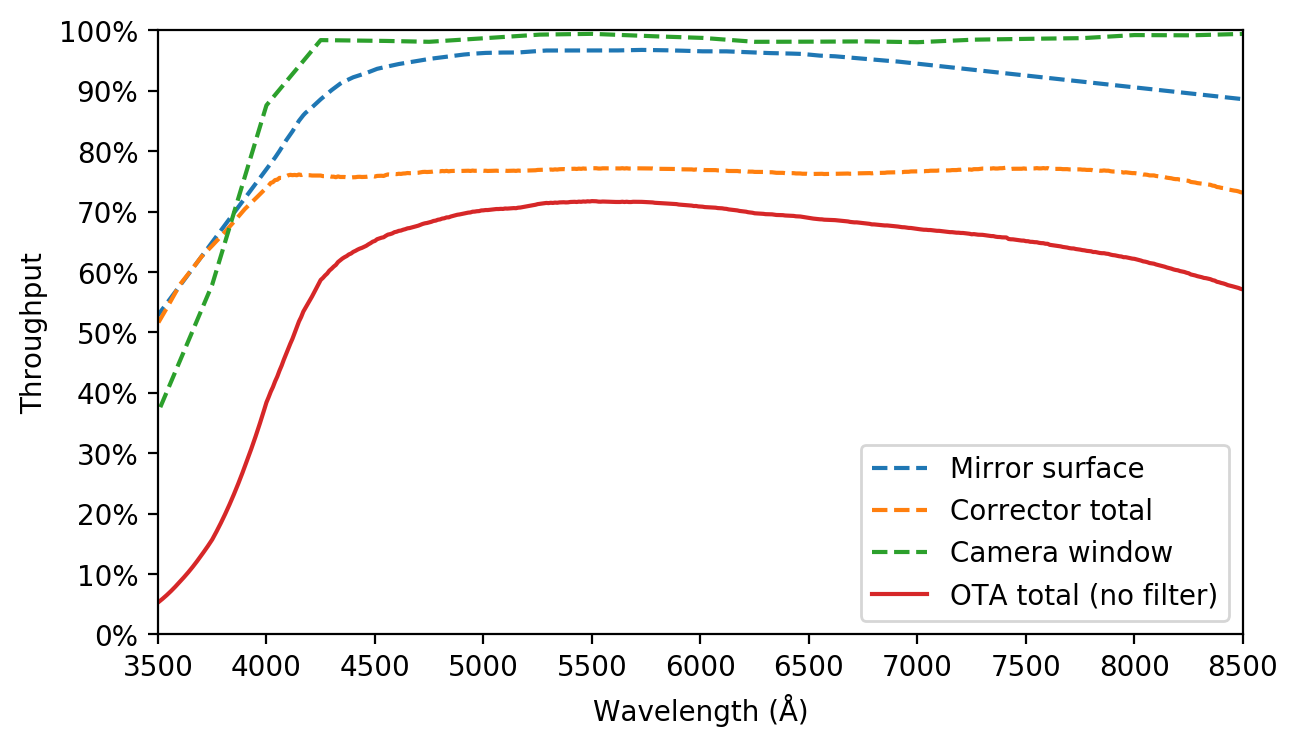 100%
90%
80%
70%
60%
50%
40%
30%
20%
10%
0%
Throughput
3500 4000 4500 5000 5500 6000 6500 7000 7500 8000 8500
Wavelength (Å)
Mirror surface
Corrector total
Camera window
OTA total (no filter)